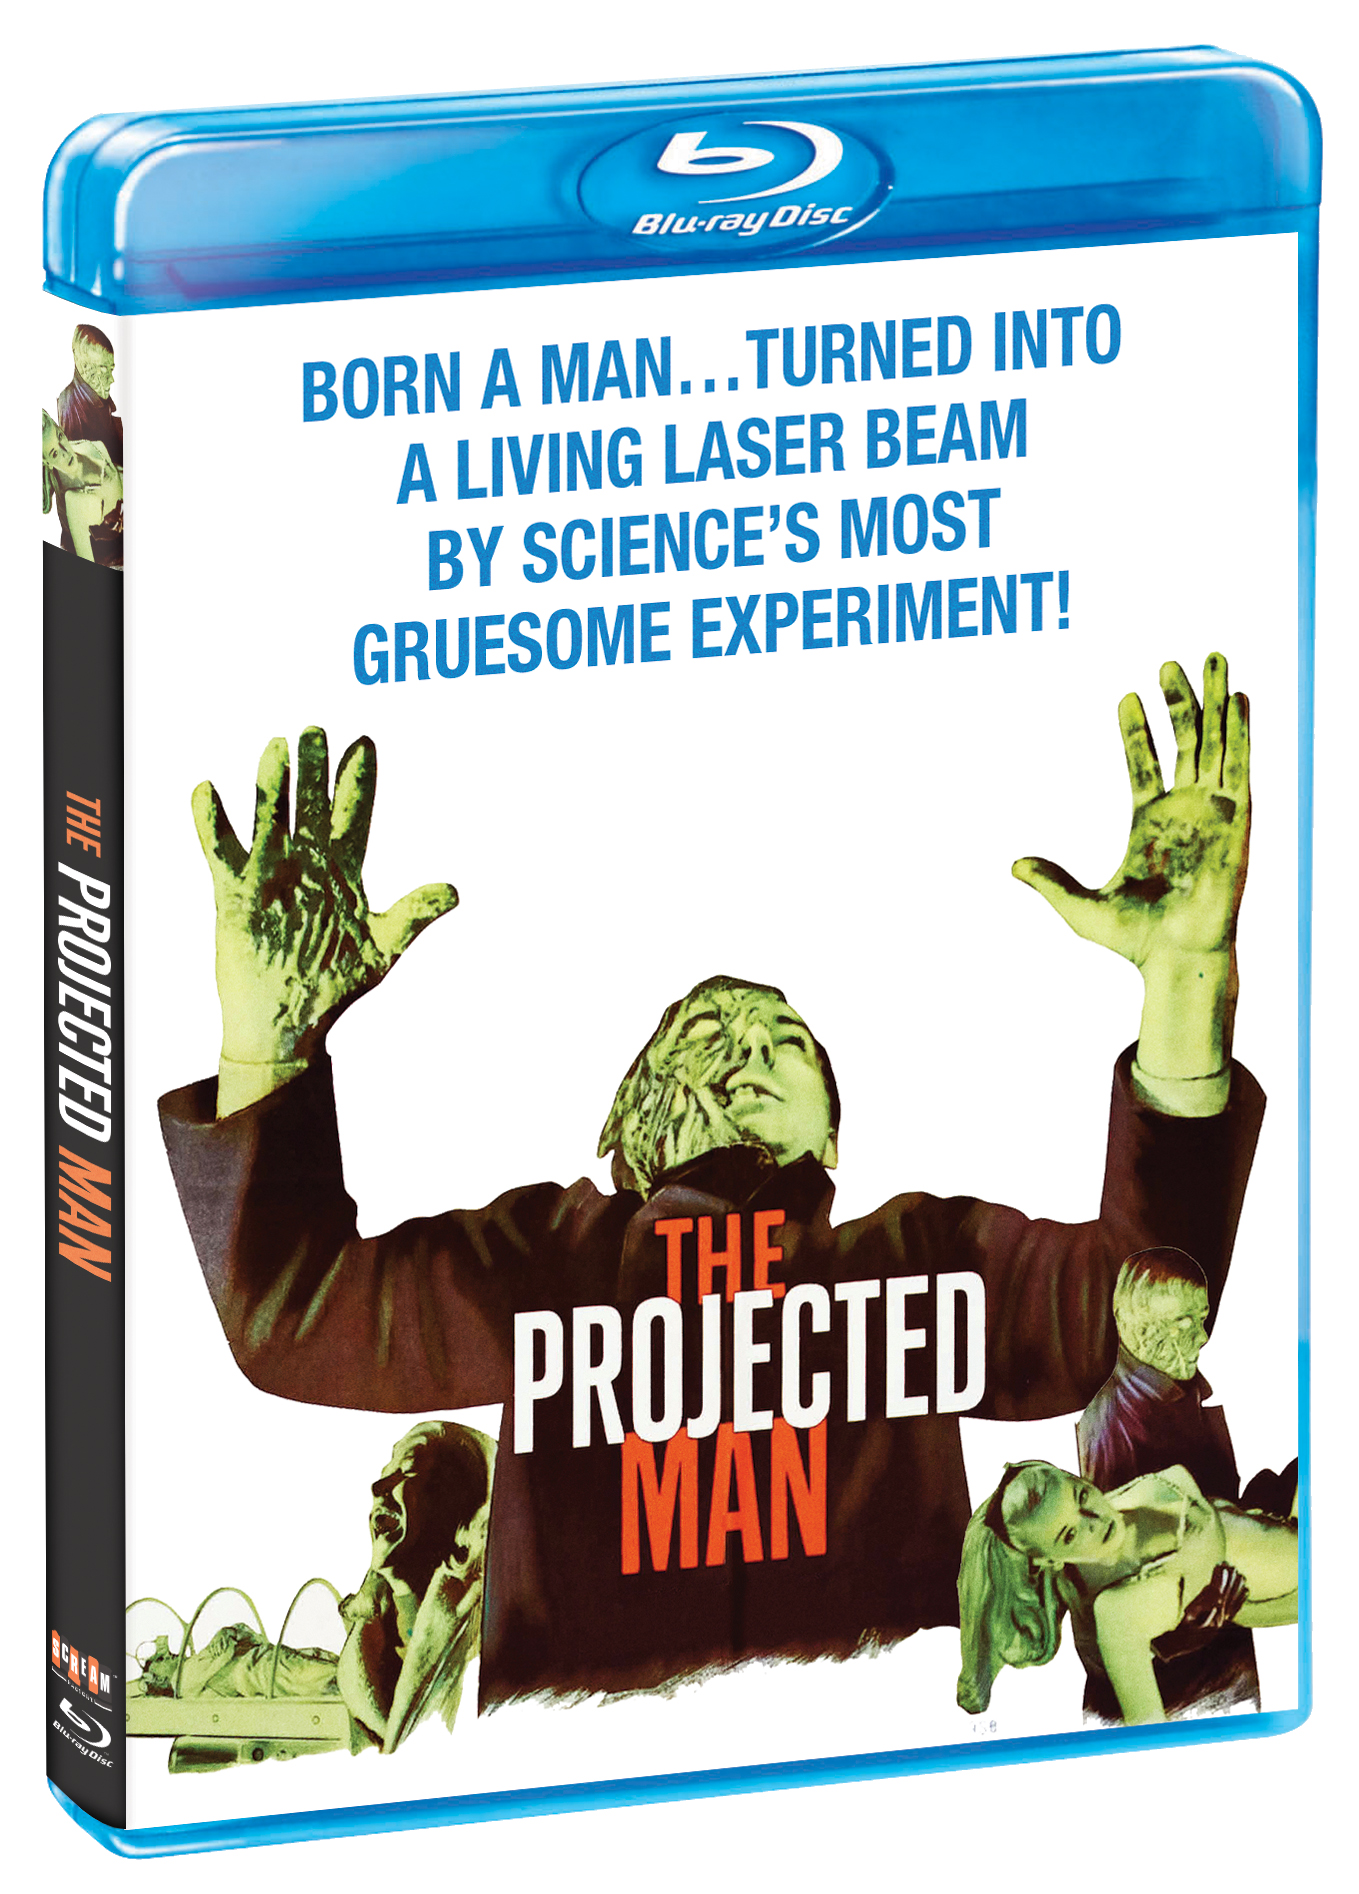 Blu-ray Disc
BORN A MAN...TURNED INTO
A LIVING LASER BEAM
BY SCIENCE'S MOST
GRUESOME EXPERIMENT!
THE
PROJECTED
MAN
THE PROJECTED MAN
SCREAM
FACTORY
Blu-ray Disc